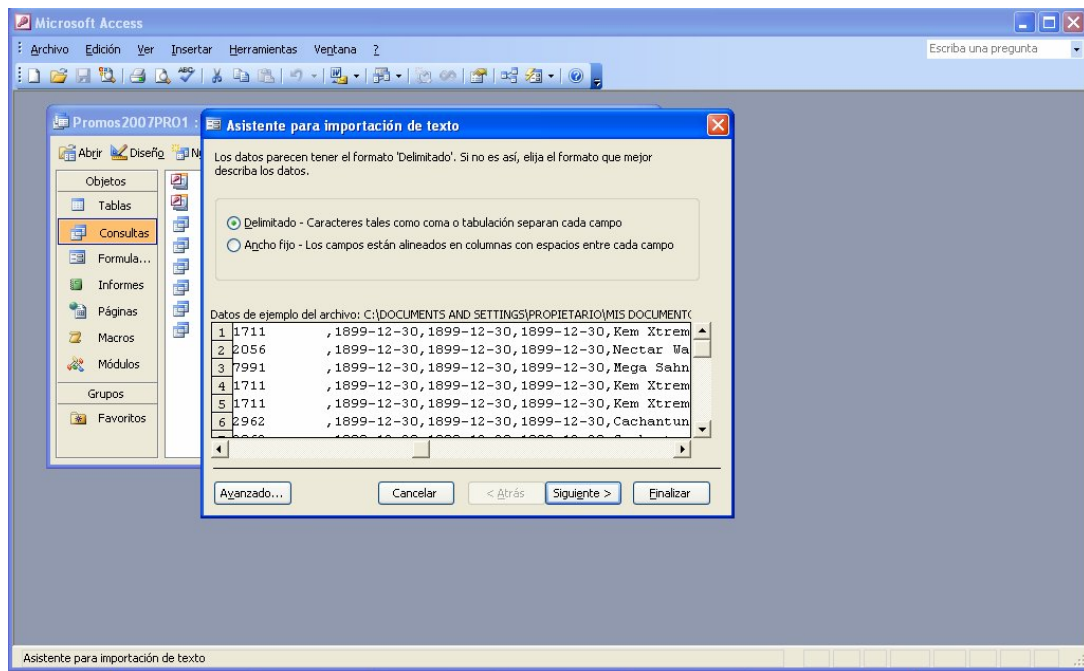 Microsoft Access
Archivo Edición Ver Insertar Herramientas Ventana ?
Escriba una pregunta
Promos2007PRO1 :
Abrir Diseño
Objetos
Tablas
Consultas
Formula...
Informes
Páginas
Macros
Módulos
Grupos
Favoritos
Asistente para importación de texto
Los datos parecen tener el formato 'Delimitado'. Si no es así, elija el formato que mejor
describa los datos.
Delimitado - Caracteres tales como coma o tabulación separan cada campo
Ancho fijo - Los campos están alineados en columnas con espacios entre cada campo
Datos de ejemplo del archivo: C:\DOCUMENTS AND SETTINGS\PROPIETARIO\MIS DOCUMENTO
1 1711 ,1899-12-30,1899-12-30,1899-12-30,Kem Xtrem
2 2056 ,1899-12-30,1899-12-30,1899-12-30,Nectar Wa
3 7991 ,1899-12-30,1899-12-30,1899-12-30,Mega Sahn
4 1711 ,1899-12-30,1899-12-30,1899-12-30,Kem Xtrem
5 1711 ,1899-12-30,1899-12-30,1899-12-30,Kem Xtrem
6 2962 ,1899-12-30,1899-12-30,1899-12-30,Cachantun
Avanzado... Cancelar < Atrás Siguiente > Finalizar
Asistente para importación de texto